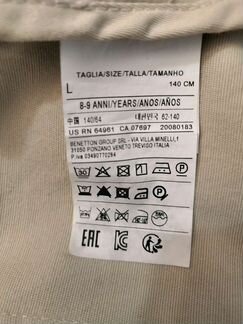 TAGLIA/SIZE/TALLA/TAMANHO
L 140 CM
8-9 ANNI/YEARS/ANOS/AÑOS
中国 140/64 대한민국 62-140
US RN 64961 CA 07697 20080183
BENETTON GROUP SRL - VIA VILLA MINELLI,1
31050 PONZANO VENETO TREVISO ITALIA
P.iva 03490770264
EAC